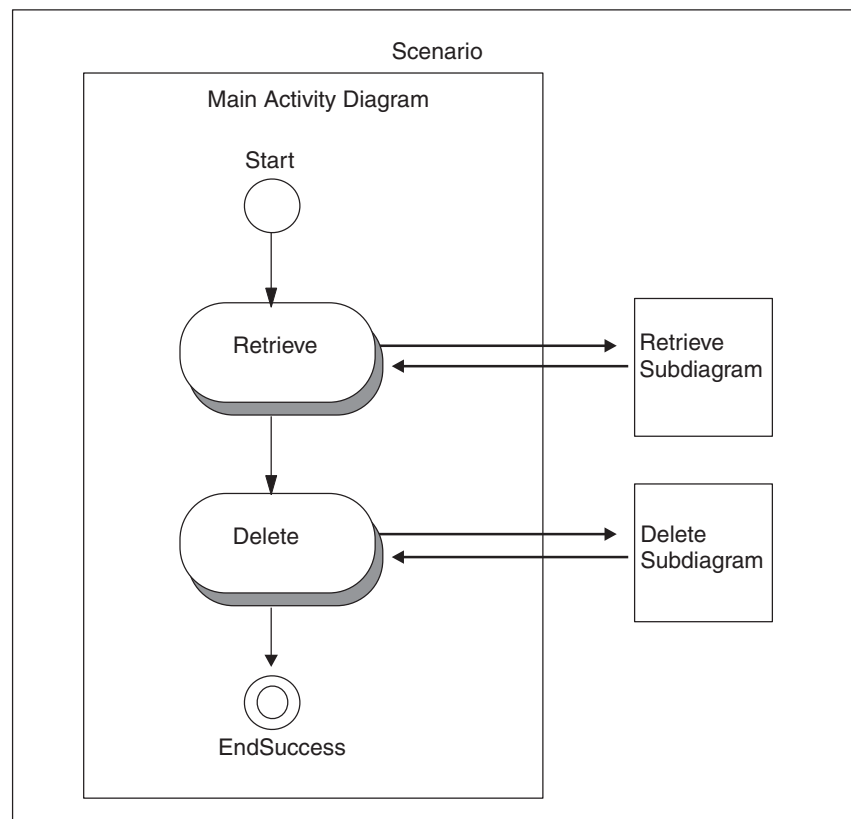 Scenario
Main Activity Diagram
Start
Retrieve
Retrieve
Subdiagram
Delete
Delete
Subdiagram
EndSuccess